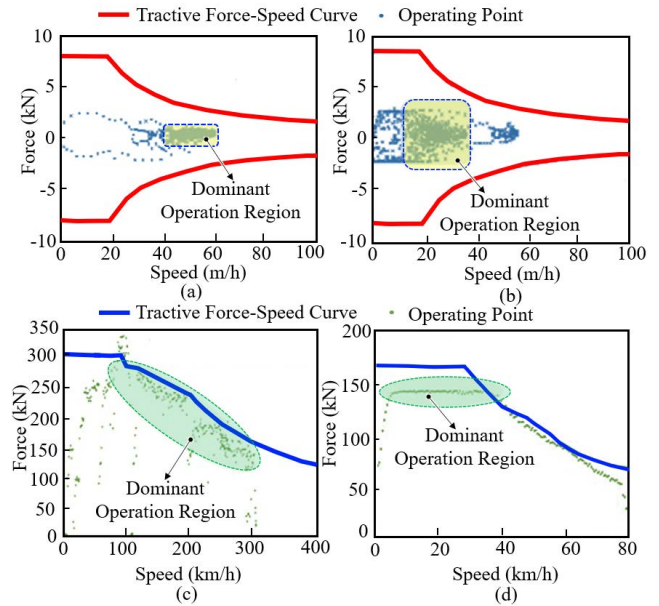 Tractive Force-Speed Curve Operating Point
10
5
0
-5
-10
Force (kN)
Dominant
Operation Region
0 20 40 60 80 100
Speed (m/h)
(a)
10
5
0
-5
-10
Force (kN)
Dominant
Operation Region
0 20 40 60 80 100
Speed (m/h)
(b)
Tractive Force-Speed Curve Operating Point
350
300
250
200
150
100
50
0
Force (kN)
Dominant
Operation Region
0 100 200 300 400
Speed (km/h)
(c)
200
150
100
50
0
Force (kN)
Dominant
Operation Region
0 20 40 60 80
Speed (km/h)
(d)